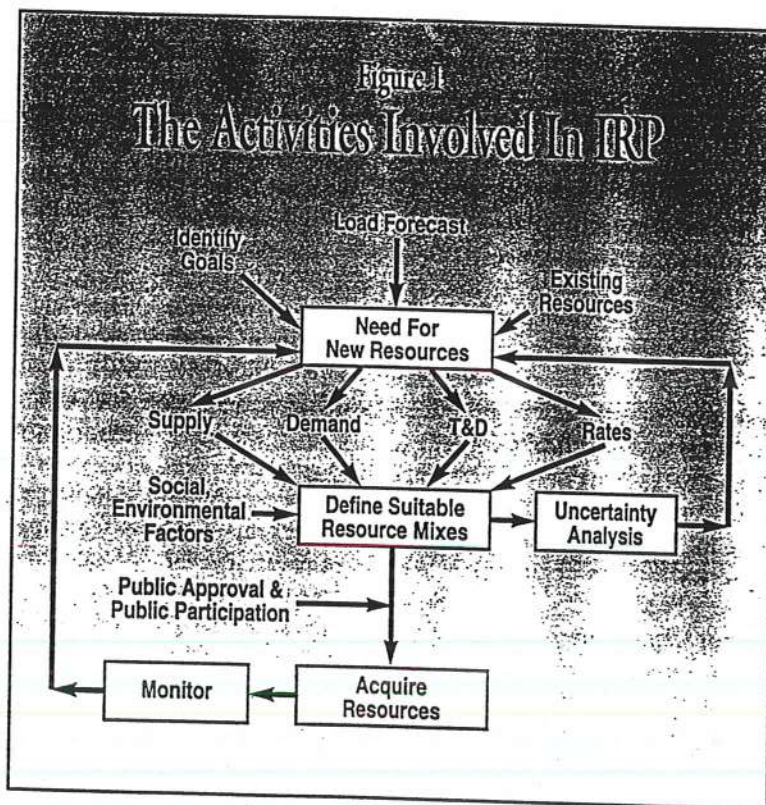 Figure 1
The Activities Involved In IRP
Load Forecast
Identify
Goals
Existing
Resources
Need For
New Resources
Supply
Demand
T&D
Rates
Social,
Environmental
Factors
Define Suitable
Resource Mixes
Uncertainty
Analysis
Public Approval &
Public Participation
Monitor
Acquire
Resources